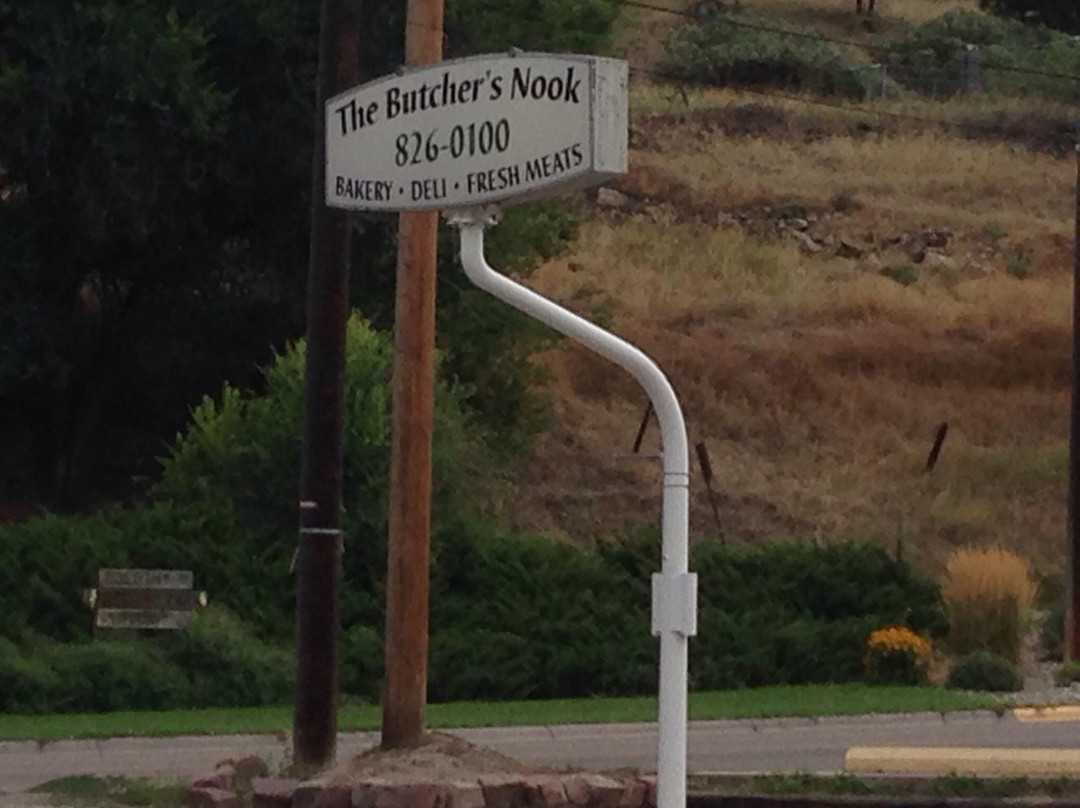 The Butcher's Nook
826-0100
BAKERY • DELI • FRESH MEATS